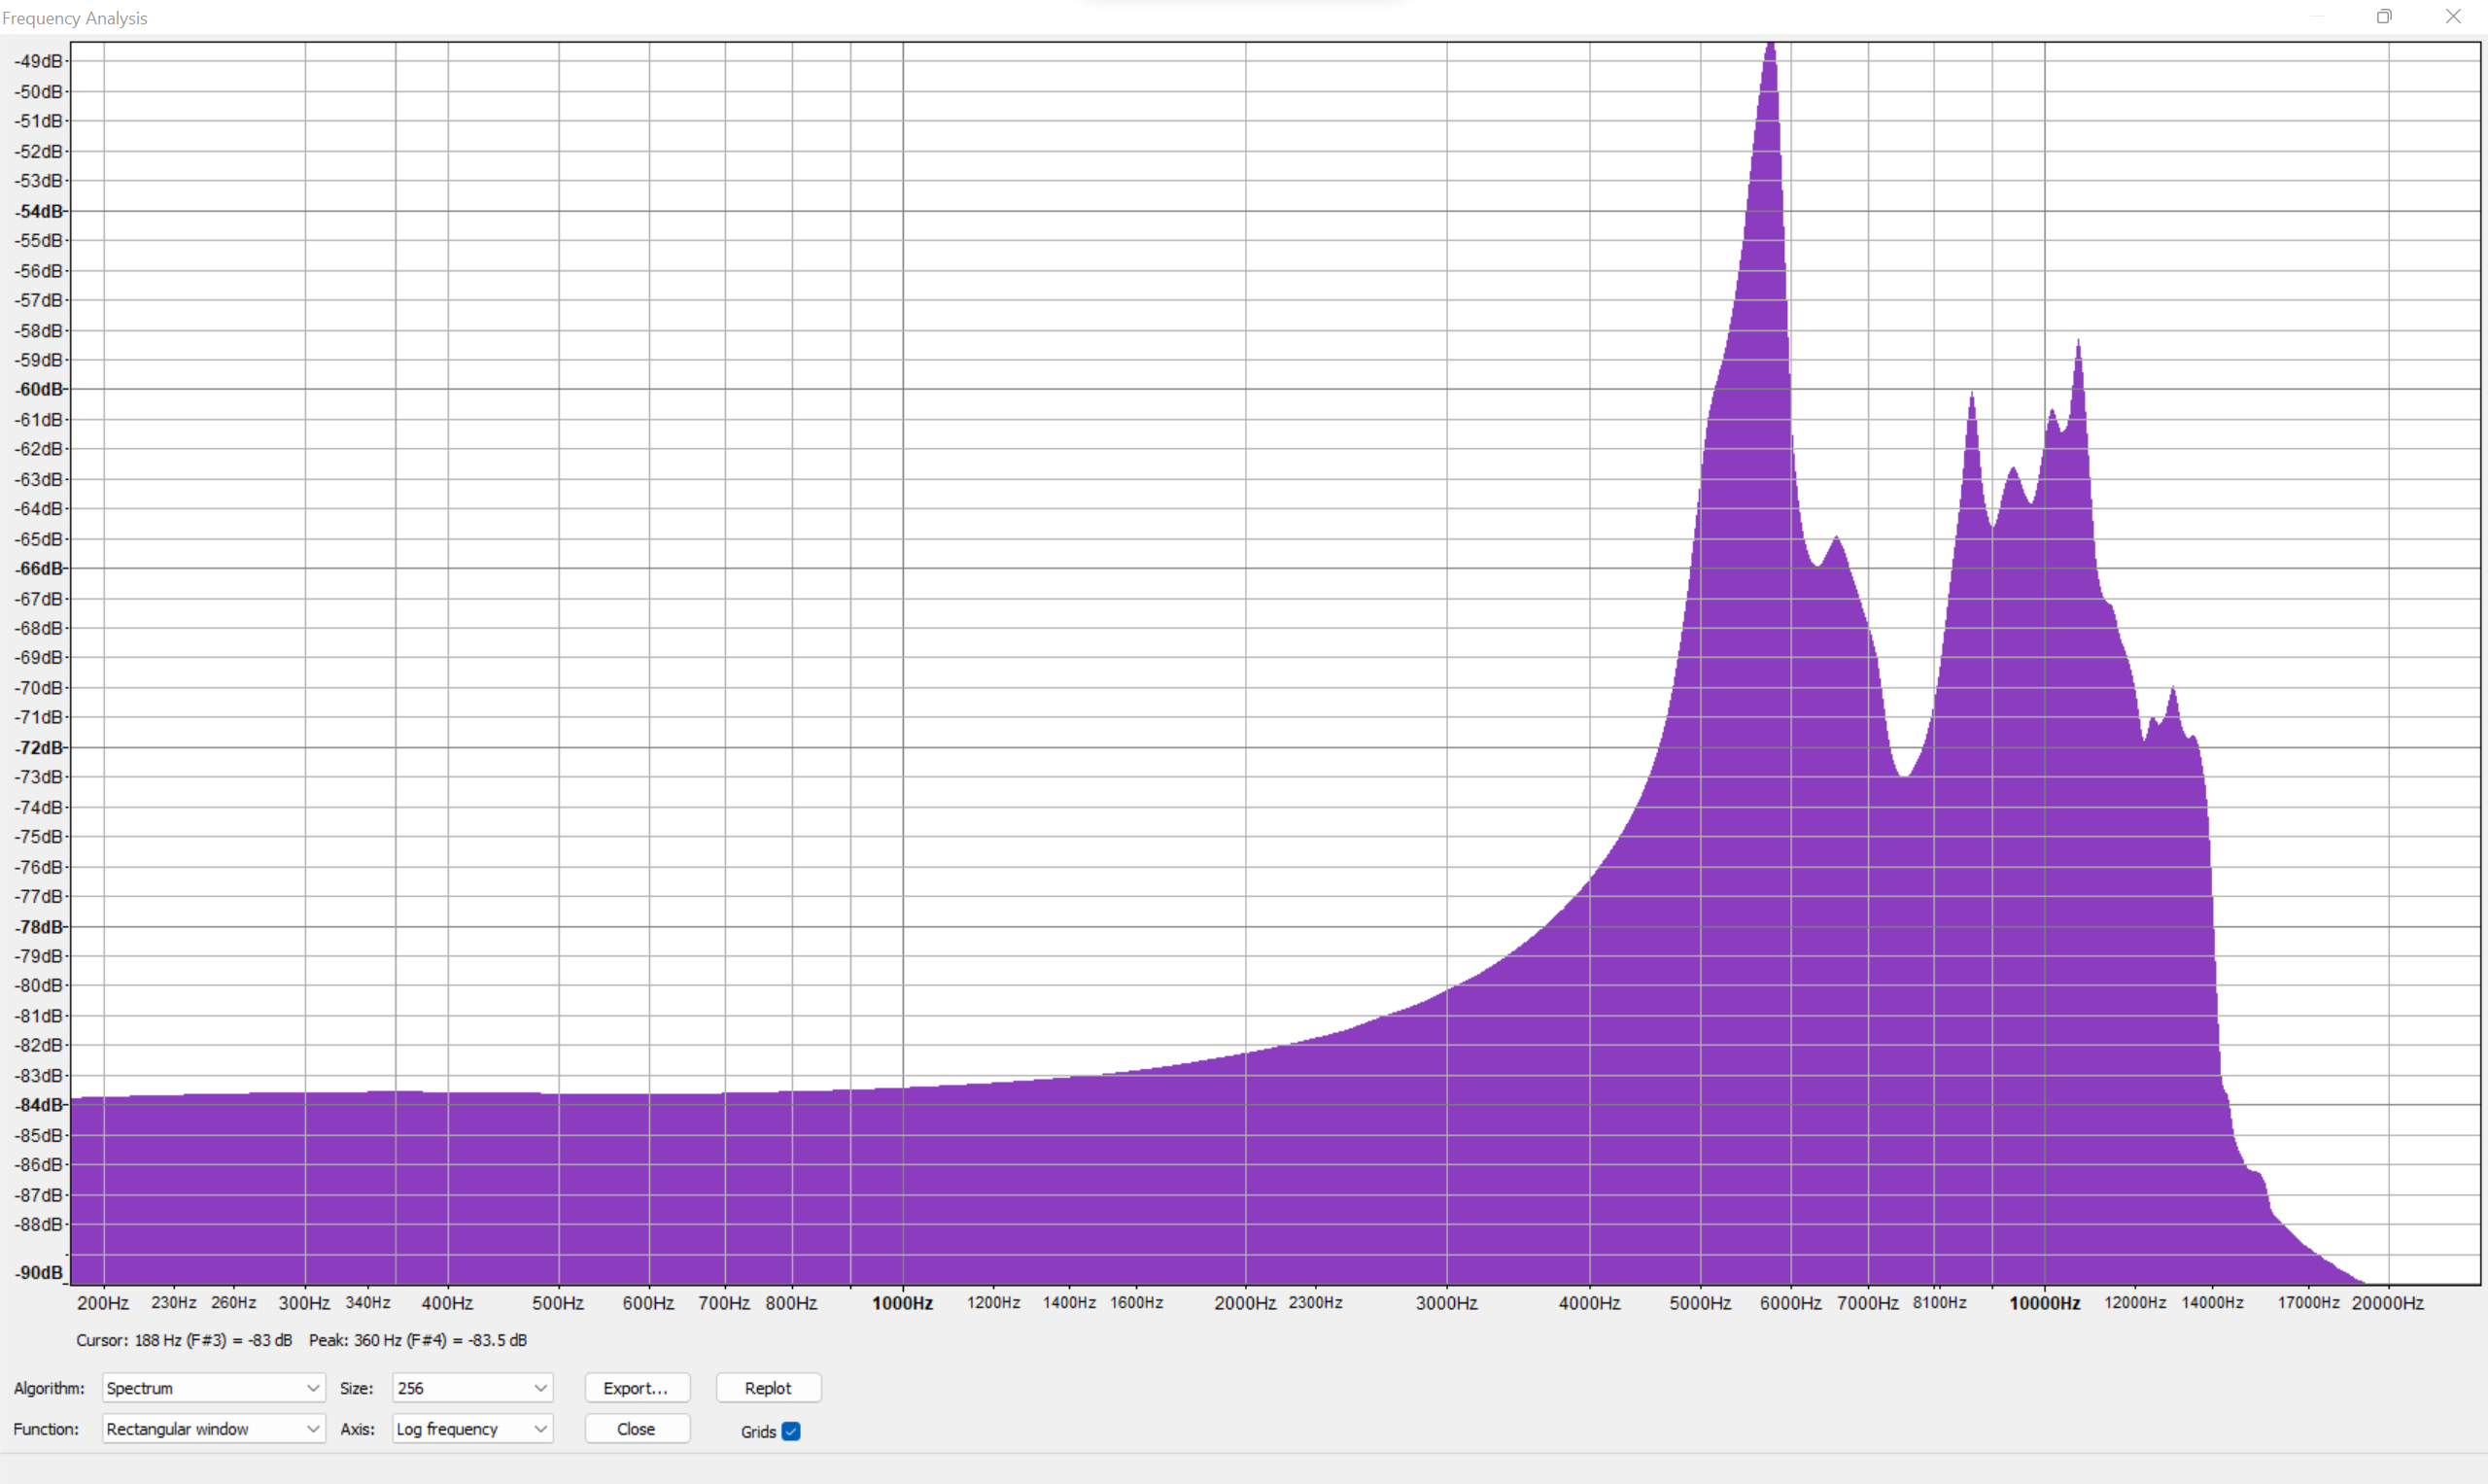 Frequency Analysis
-49dB
-50dB
-51dB
-52dB
-53dB
-54dB
-55dB
-56dB
-57dB
-58dB
-59dB
-60dB
-61dB
-62dB
-63dB
-64dB
-65dB
-66dB
-67dB
-68dB
-69dB
-70dB
-71dB
-72dB
-73dB
-74dB
-75dB
-76dB
-77dB
-78dB
-79dB
-80dB
-81dB
-82dB
-83dB
-84dB
-85dB
-86dB
-87dB
-88dB
-90dB
200Hz 230Hz 260Hz 300Hz 340Hz 400Hz 500Hz 600Hz 700Hz 800Hz 1000Hz 1200Hz 1400Hz 1600Hz 2000Hz 2300Hz 3000Hz 4000Hz 5000Hz 6000Hz 7000Hz 8100Hz 10000Hz 12000Hz 14000Hz 17000Hz 20000Hz
Cursor: 188 Hz (F#3) = -83 dB Peak: 360 Hz (F#4) = -83.5 dB
Algorithm: Spectrum Size: 256 Export... Replot
Function: Rectangular window Axis: Log frequency Close Grids